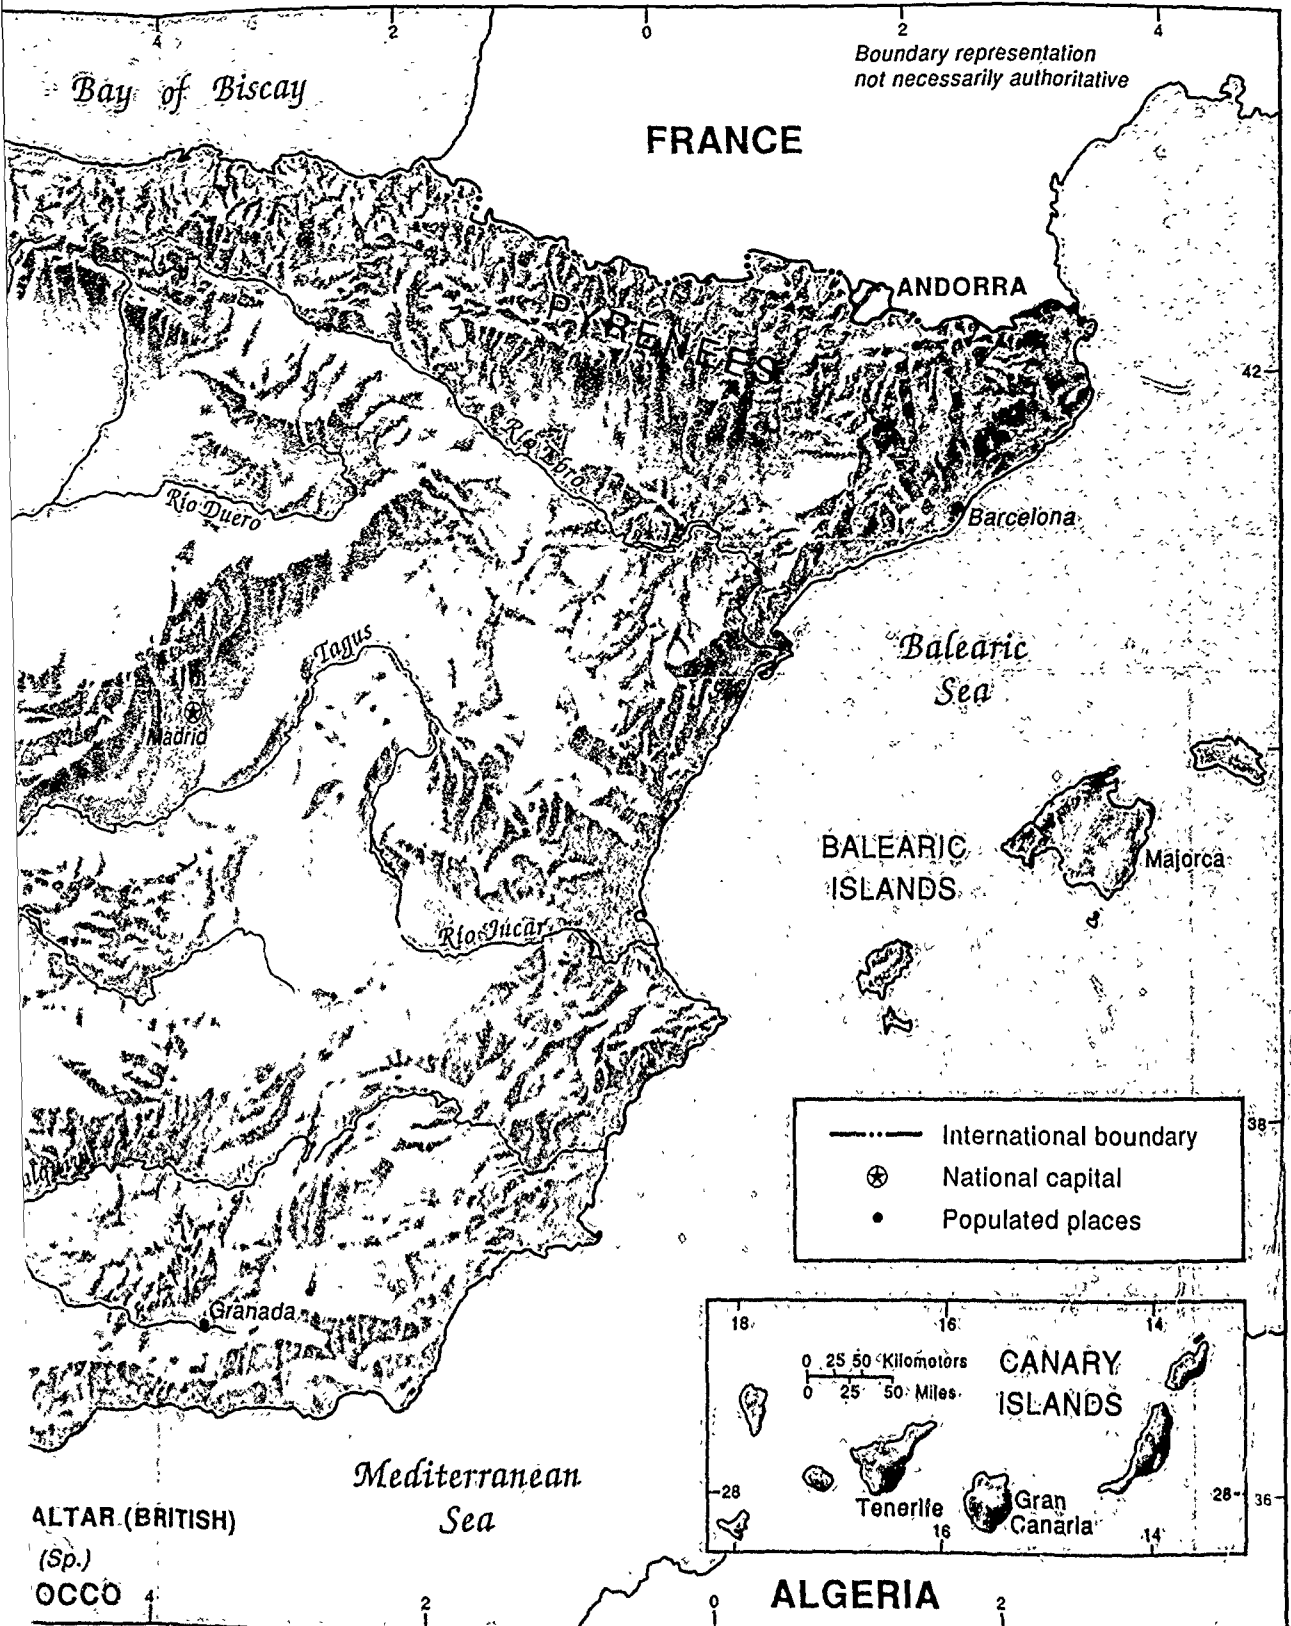 4
2
0
2
4
Boundary representation
not necessarily authoritative
Bay of Biscay
FRANCE
ANDORRA
PYRENEES
42
Río Ebro
Río Duero
Barcelona
Tagus
Balearic
Sea
Madrid
BALEARIC
ISLANDS
Majorca
Río Júcar
International boundary
National capital
Populated places
38
Granada
18
16
14
0 25 50 Kilometers
0 25 50 Miles
CANARY
ISLANDS
28
28
36
Tenerife
Gran
Canaria
16
14
Mediterranean
Sea
ALTAR (BRITISH)
(Sp.)
OCCO
4
2
0
ALGERIA
2